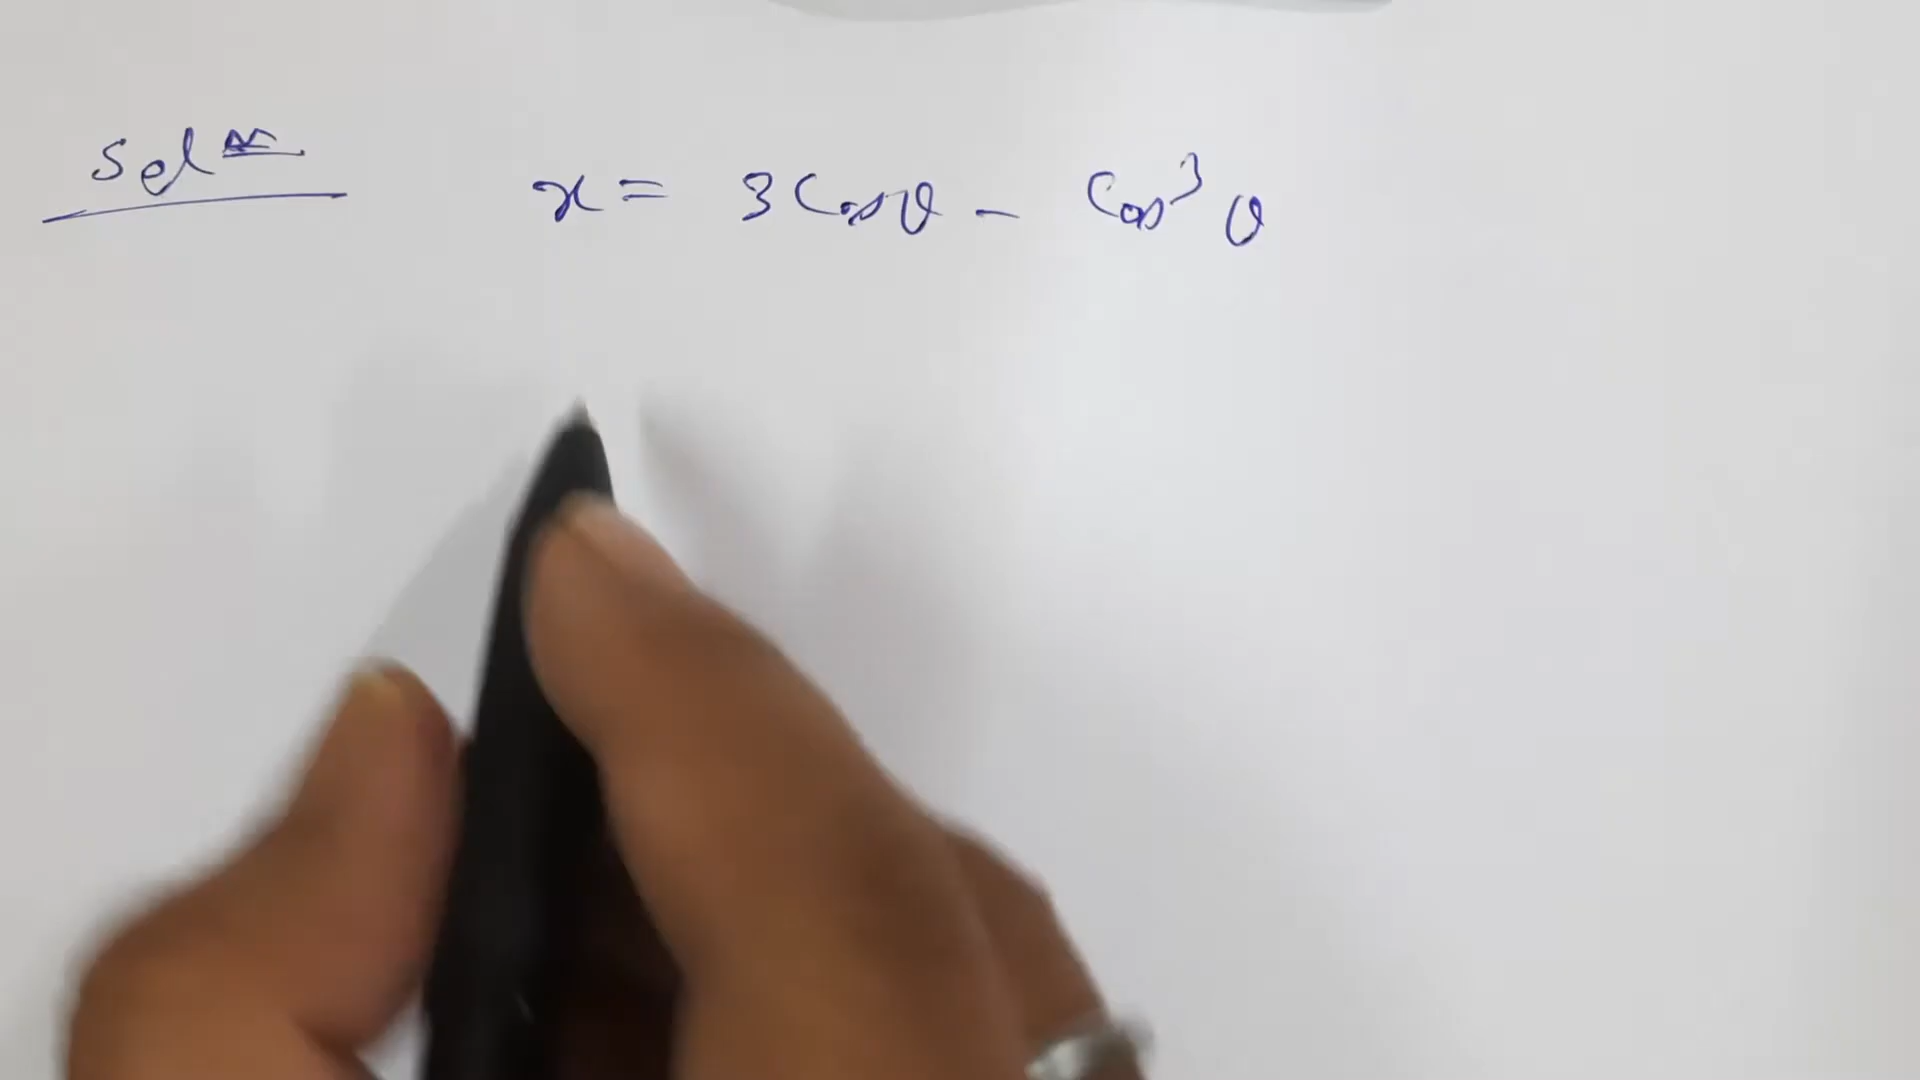 Solⁿ
x = 3 Cosθ - Cos³ θ